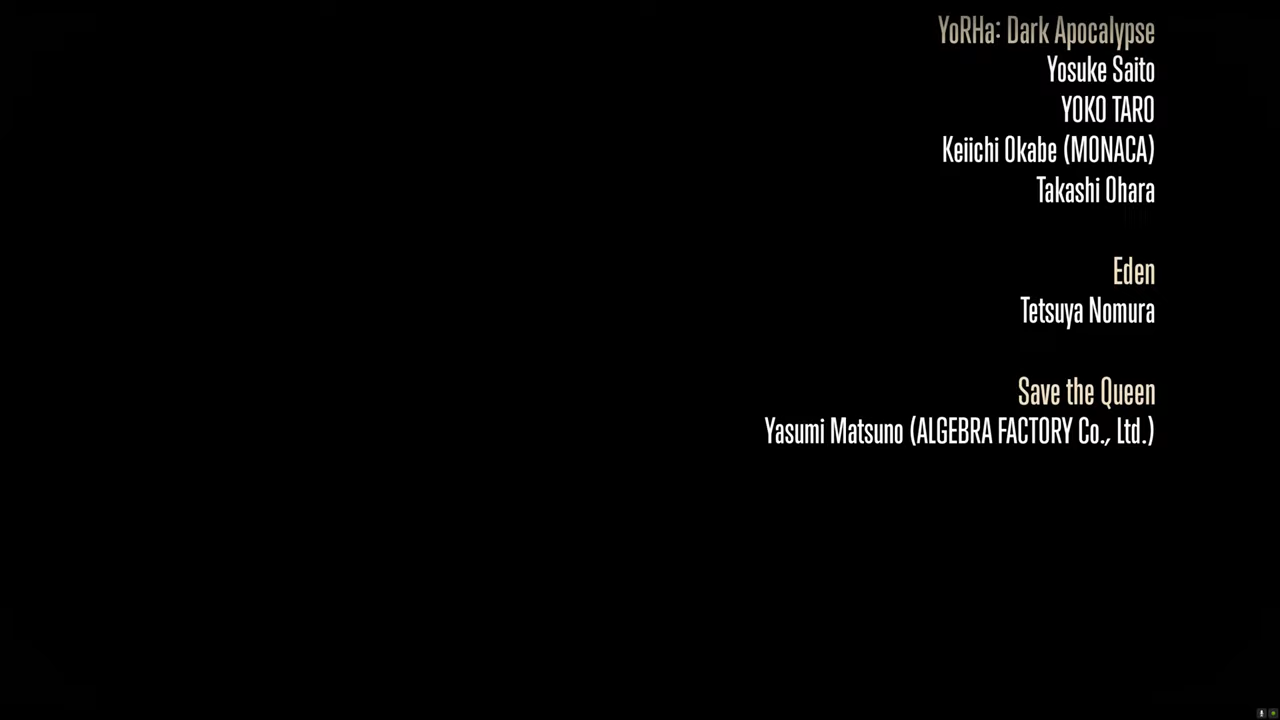 YoRHa: Dark Apocalypse
Yosuke Saito
YOKO TARO
Keiichi Okabe (MONACA)
Takashi Ohara
Eden
Tetsuya Nomura
Save the Queen
Yasumi Matsuno (ALGEBRA FACTORY Co., Ltd.)